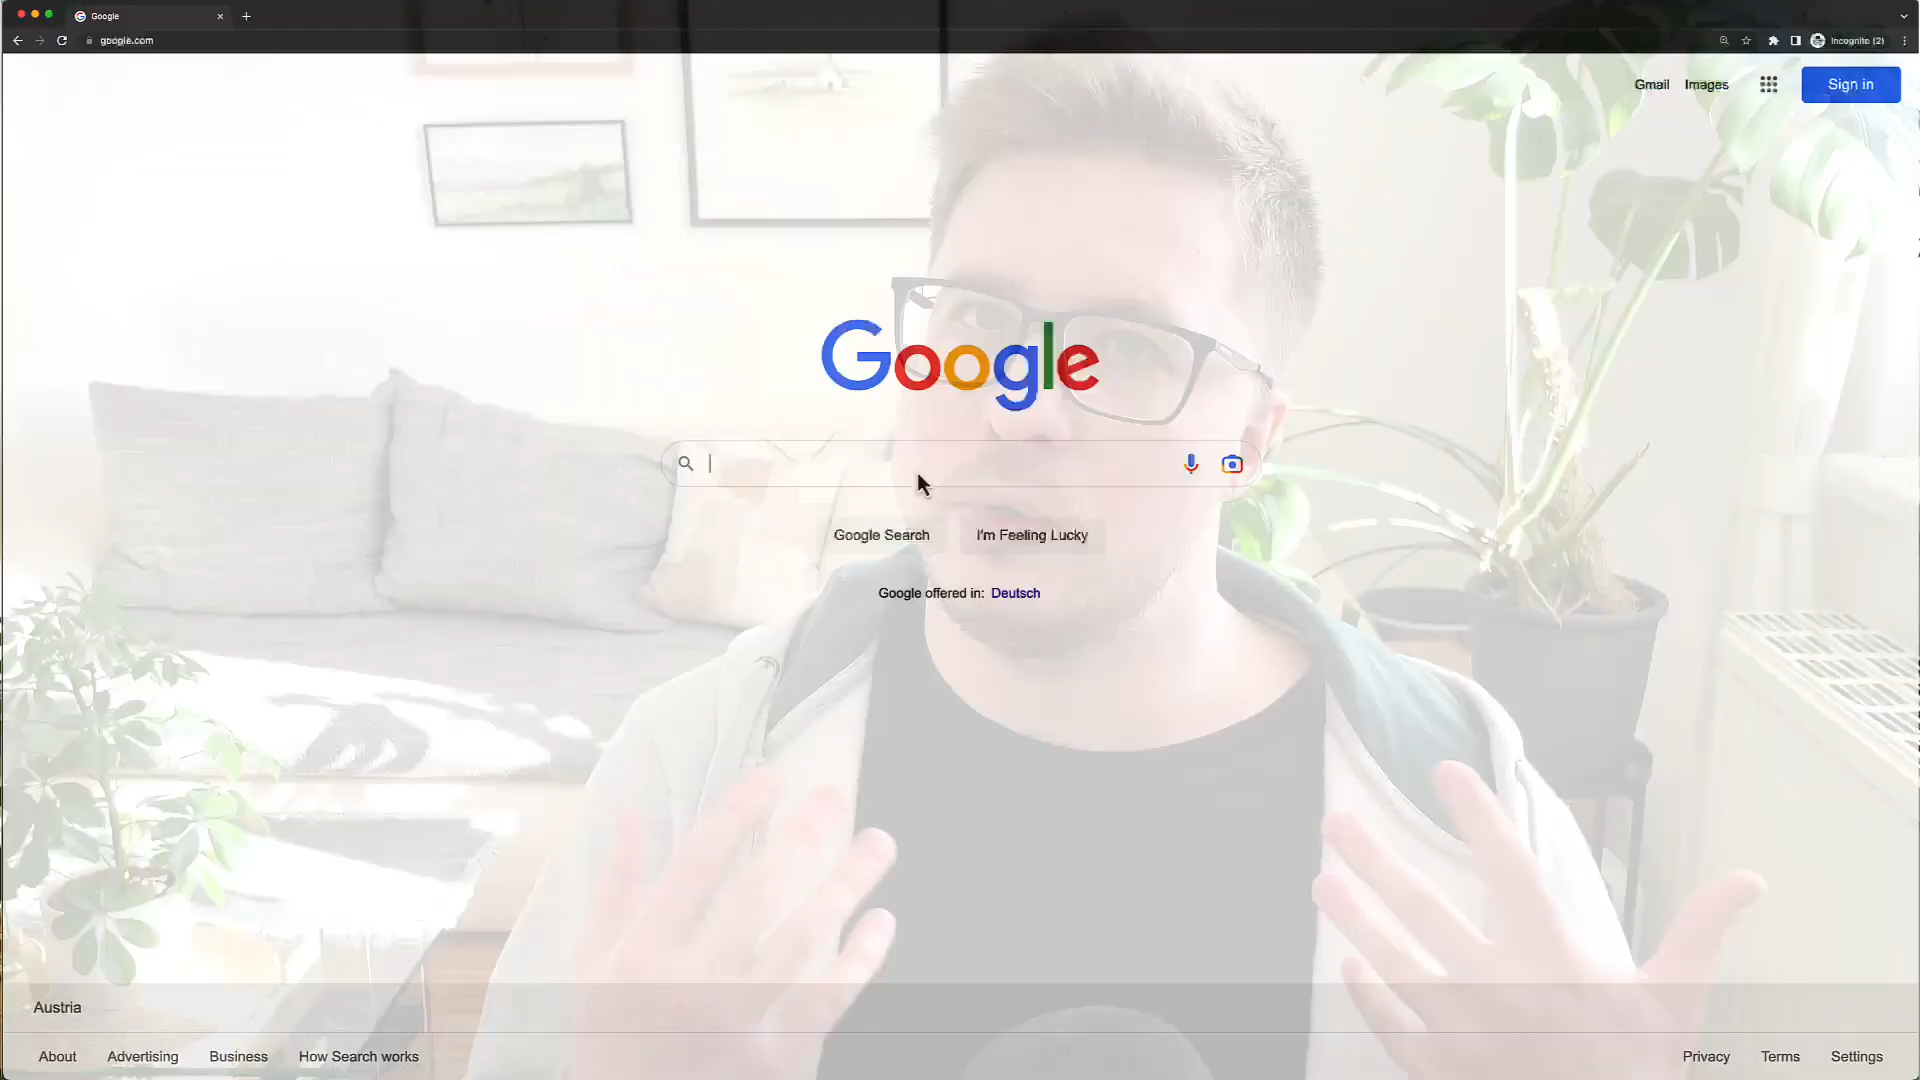 Google
google.com
Incognito (2)
Gmail Images Sign in
Google
Google Search I'm Feeling Lucky
Google offered in: Deutsch
Austria
About Advertising Business How Search works Privacy Terms Settings